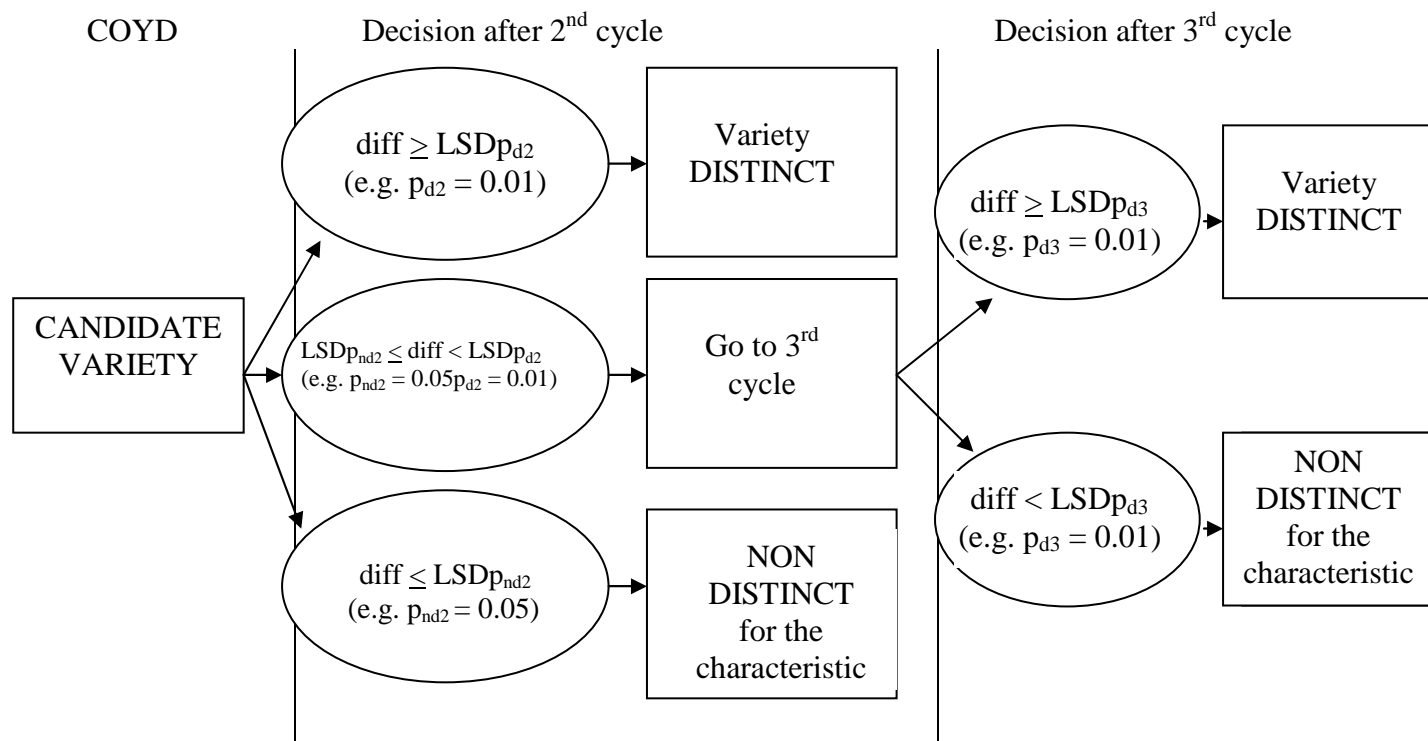 COYD
Decision after 2nd cycle
Decision after 3rd cycle
CANDIDATE
VARIETY
diff ≥ LSDpd2
(e.g. pd2 = 0.01)
Variety
DISTINCT
LSDpnd2 ≤ diff < LSDpd2
(e.g. pnd2 = 0.05pd2 = 0.01)
Go to 3rd
cycle
diff ≤ LSDpnd2
(e.g. pnd2 = 0.05)
NON
DISTINCT
for the
characteristic
diff ≥ LSDpd3
(e.g. pd3 = 0.01)
Variety
DISTINCT
diff < LSDpd3
(e.g. pd3 = 0.01)
NON
DISTINCT
for the
characteristic